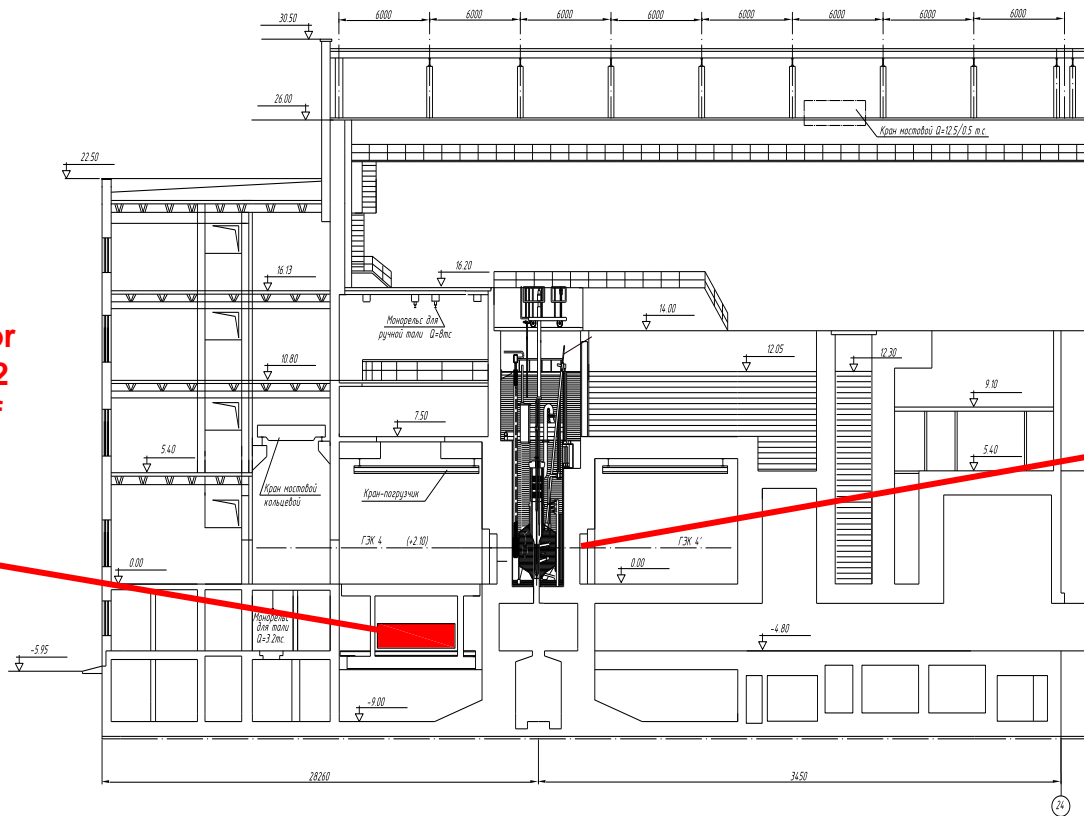 6000 6000 6000 6000 6000 6000 6000 6000
30.50
26.00
Кран мостовой Q=12.5/0.5 т.с.
22.50
16.13
16.20
14.00
Монорельс для
ручной тали Q=8тс
or
2
10.80
12.05
12.30
9.10
7.50
5.40
5.40
Кран мостовой
кольцевой
Кран-погрузчик
ГЭК 4 (+2.10)
ГЭК 4'
0.00
0.00
Монорельс
для тали
Q=3.2тс
-4.80
-5.95
-9.00
28260
3450
24